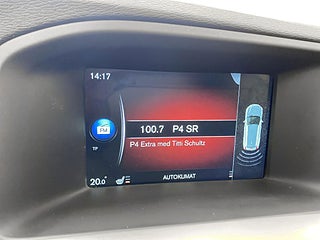 14:17
FM
100.7 P4 SR
TP
P4 Extra med Titti Schultz
20.0° AUTOKLIMAT